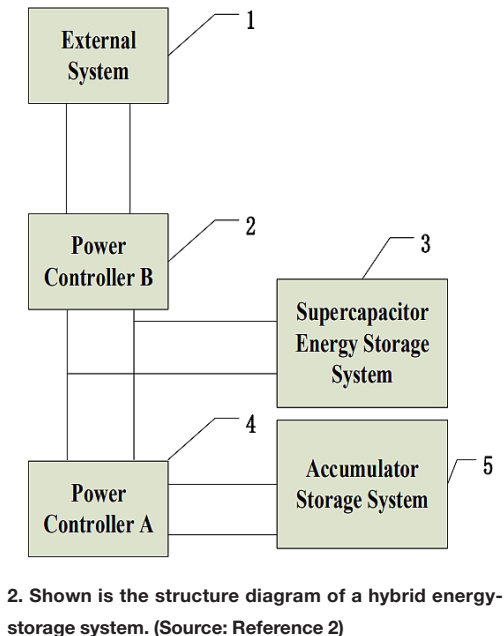 External
System
1
Power
Controller B
2
3
Supercapacitor
Energy Storage
System
4
Power
Controller A
Accumulator
Storage System
5
2. Shown is the structure diagram of a hybrid energy-
storage system. (Source: Reference 2)